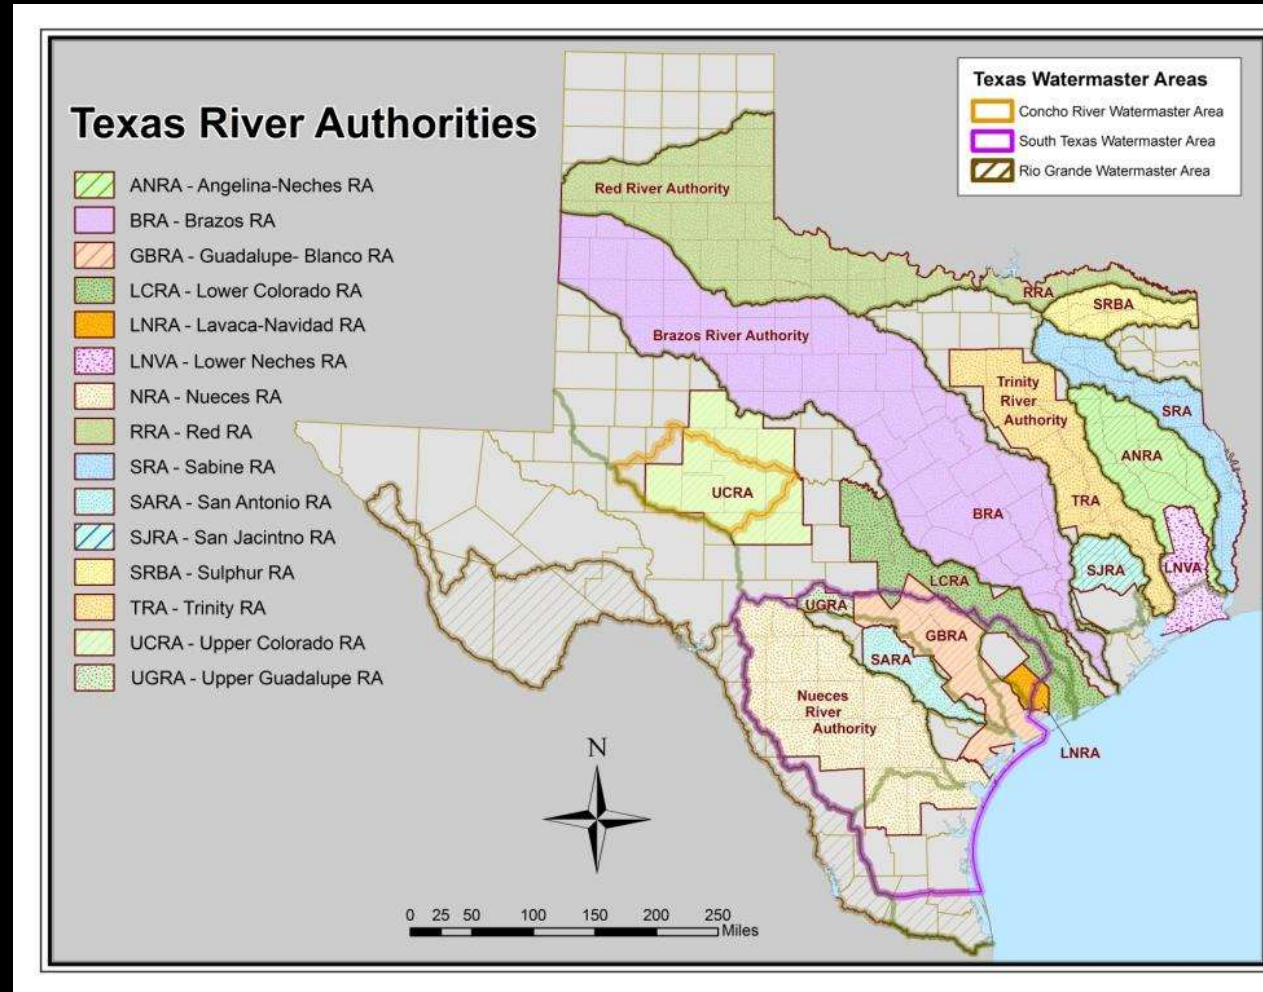 Texas River Authorities
ANRA - Angelina-Neches RA
BRA - Brazos RA
GBRA - Guadalupe- Blanco RA
LCRA - Lower Colorado RA
LNRA - Lavaca-Navidad RA
LNVA - Lower Neches RA
NRA - Nueces RA
RRA - Red RA
SRA - Sabine RA
SARA - San Antonio RA
SJRA - San Jacintno RA
SRBA - Sulphur RA
TRA - Trinity RA
UCRA - Upper Colorado RA
UGRA - Upper Guadalupe RA
Texas Watermaster Areas
Concho River Watermaster Area
South Texas Watermaster Area
Rio Grande Watermaster Area
Red River Authority
RRA
SRBA
Brazos River Authority
Trinity
River
Authority
SRA
ANRA
UCRA
TRA
BRA
SJRA
LNVA
LCRA
UGRA
GBRA
SARA
Nueces
River
Authority
LNRA
N
0 25 50 100 150 200 250
Miles